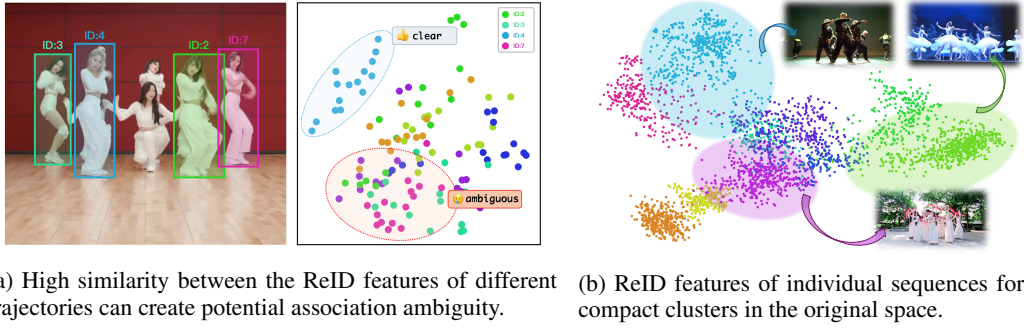 ID:3
ID:4
ID:2
ID:7
👍 clear
ID:2
ID:3
ID:4
ID:7
ambiguous
a) High similarity between the ReID features of different
rajectories can create potential association ambiguity.
(b) ReID features of individual sequences for
compact clusters in the original space.